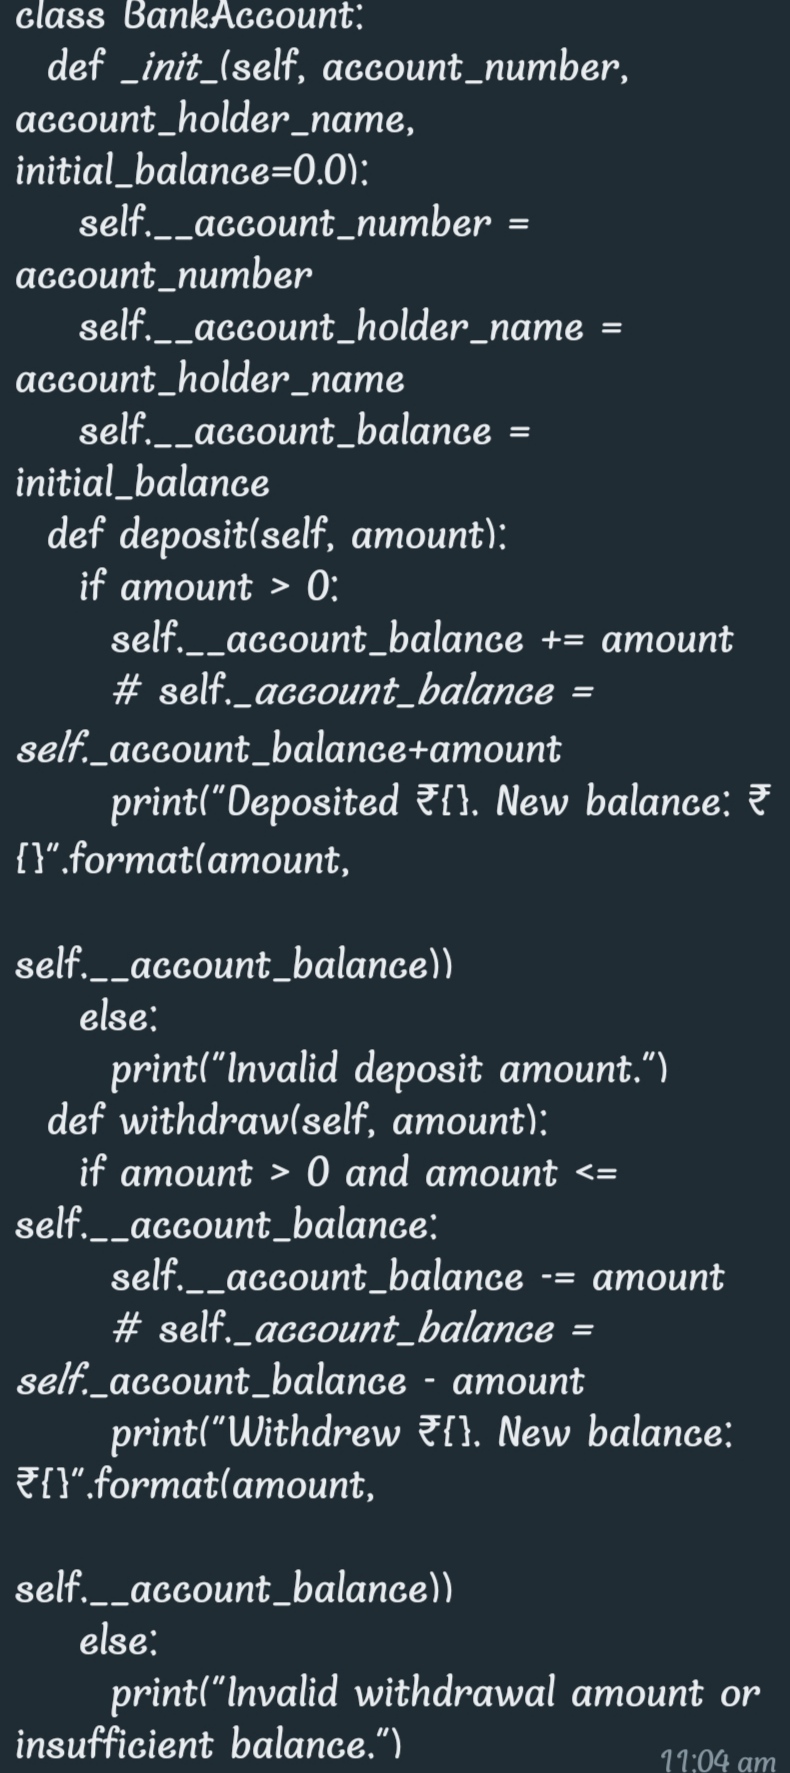 class BankAccount:
def _init_(self, account_number,
account_holder_name,
initial_balance=0.0):
self.__account_number =
account_number
self.__account_holder_name =
account_holder_name
self.__account_balance =
initial_balance
def deposit(self, amount):
if amount > 0:
self.__account_balance += amount
# self._account_balance =
self._account_balance+amount
print("Deposited ₹{}. New balance: ₹
{}".format(amount,
self.__account_balance))
else:
print("Invalid deposit amount.")
def withdraw(self, amount):
if amount > 0 and amount <=
self.__account_balance:
self.__account_balance -= amount
# self._account_balance =
self._account_balance - amount
print("Withdrew ₹{}. New balance:
₹{}".format(amount,
self.__account_balance))
else:
print("Invalid withdrawal amount or
insufficient balance.")
11:04 am